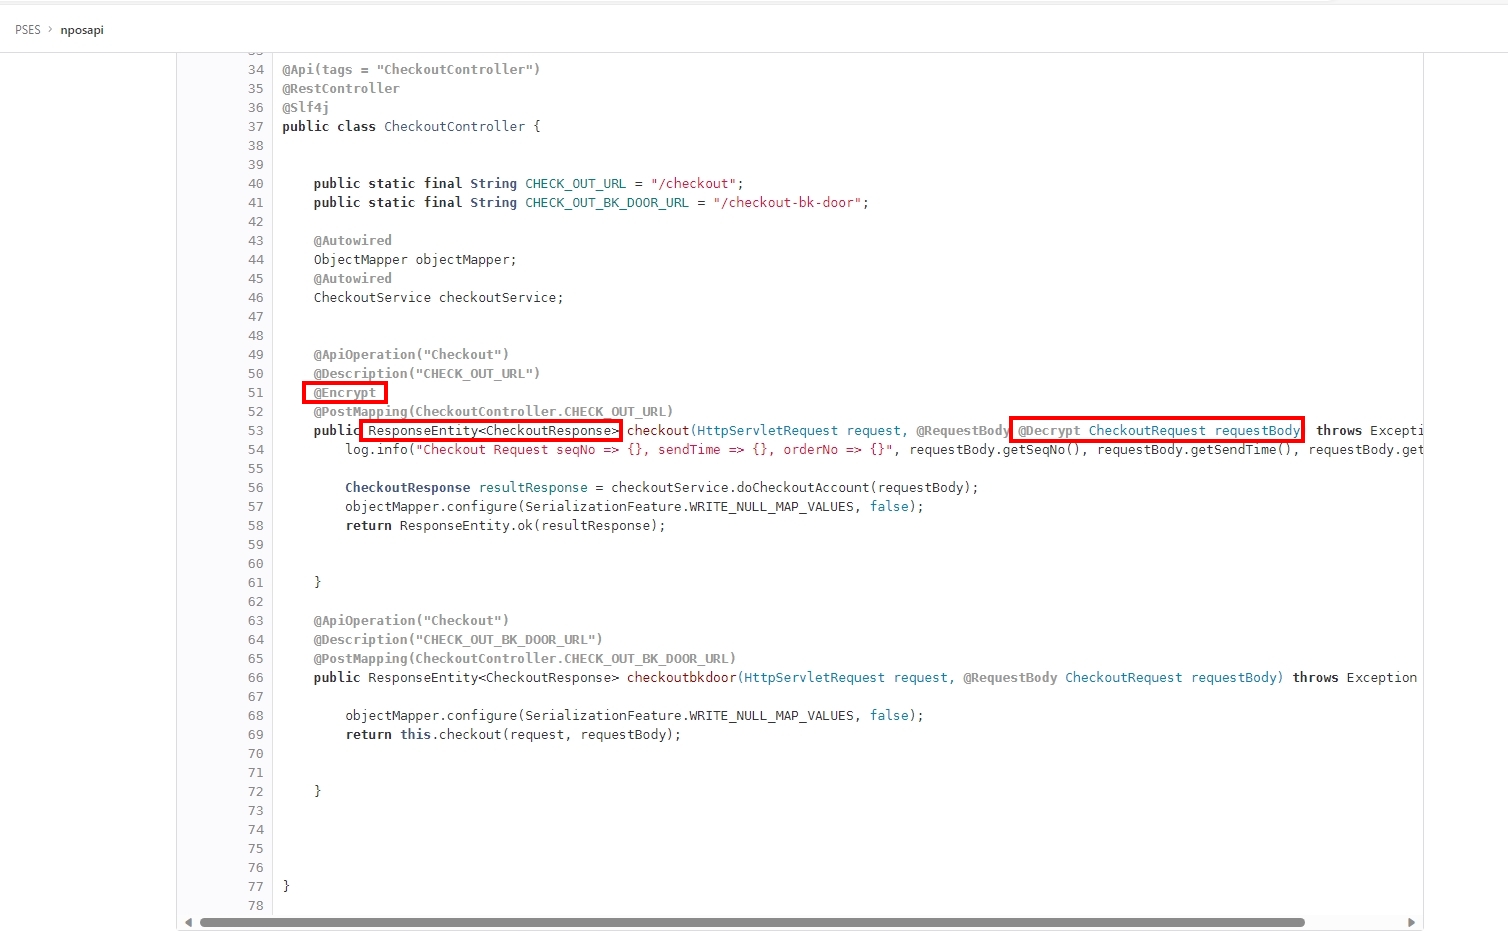 PSES › nposapi
34 @Api(tags = "CheckoutController")
35 @RestController
36 @Slf4j
37 public class CheckoutController {
38
39
40 public static final String CHECK_OUT_URL = "/checkout";
41 public static final String CHECK_OUT_BK_DOOR_URL = "/checkout-bk-door";
42
43 @Autowired
44 ObjectMapper objectMapper;
45 @Autowired
46 CheckoutService checkoutService;
47
48
49 @ApiOperation("Checkout")
50 @Description("CHECK_OUT_URL")
51 @Encrypt
52 @PostMapping(CheckoutController.CHECK_OUT_URL)
53 public ResponseEntity<CheckoutResponse> checkout(HttpServletRequest request, @RequestBody @Decrypt CheckoutRequest requestBody throws Excepti
54 log.info("Checkout Request seqNo => {}, sendTime => {}, orderNo => {}", requestBody.getSeqNo(), requestBody.getSendTime(), requestBody.get
55
56 CheckoutResponse resultResponse = checkoutService.doCheckoutAccount(requestBody);
57 objectMapper.configure(SerializationFeature.WRITE_NULL_MAP_VALUES, false);
58 return ResponseEntity.ok(resultResponse);
59
60
61 }
62
63 @ApiOperation("Checkout")
64 @Description("CHECK_OUT_BK_DOOR_URL")
65 @PostMapping(CheckoutController.CHECK_OUT_BK_DOOR_URL)
66 public ResponseEntity<CheckoutResponse> checkoutbkdoor(HttpServletRequest request, @RequestBody CheckoutRequest requestBody) throws Exception
67
68 objectMapper.configure(SerializationFeature.WRITE_NULL_MAP_VALUES, false);
69 return this.checkout(request, requestBody);
70
71
72 }
73
74
75
76
77 }
78